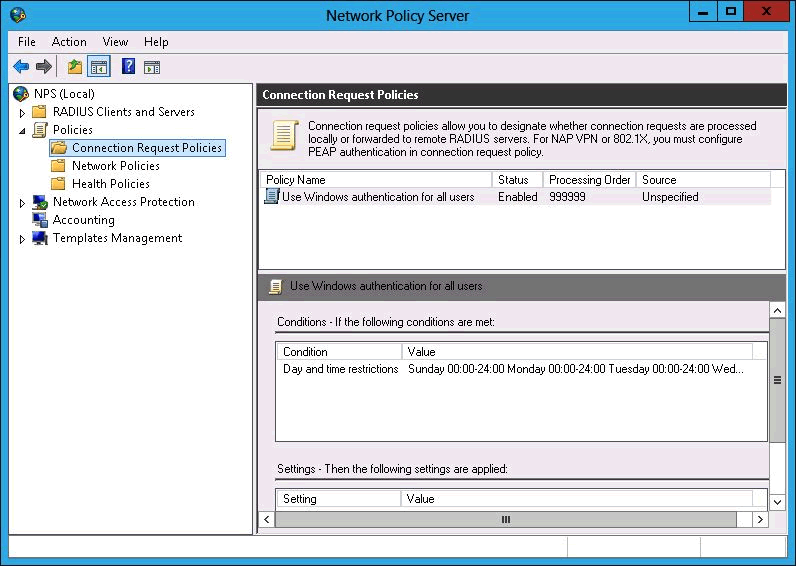 Network Policy Server
File Action View Help
NPS (Local)
RADIUS Clients and Servers
Policies
Connection Request Policies
Network Policies
Health Policies
Network Access Protection
Accounting
Templates Management
Connection Request Policies
Connection request policies allow you to designate whether connection requests are processed
locally or forwarded to remote RADIUS servers. For NAP VPN or 802.1X, you must configure
PEAP authentication in connection request policy.
Policy Name Status Processing Order Source
Use Windows authentication for all users Enabled 999999 Unspecified
Use Windows authentication for all users
Conditions - If the following conditions are met:
Condition Value
Day and time restrictions Sunday 00:00-24:00 Monday 00:00-24:00 Tuesday 00:00-24:00 Wed...
Settings - Then the following settings are applied:
Setting Value